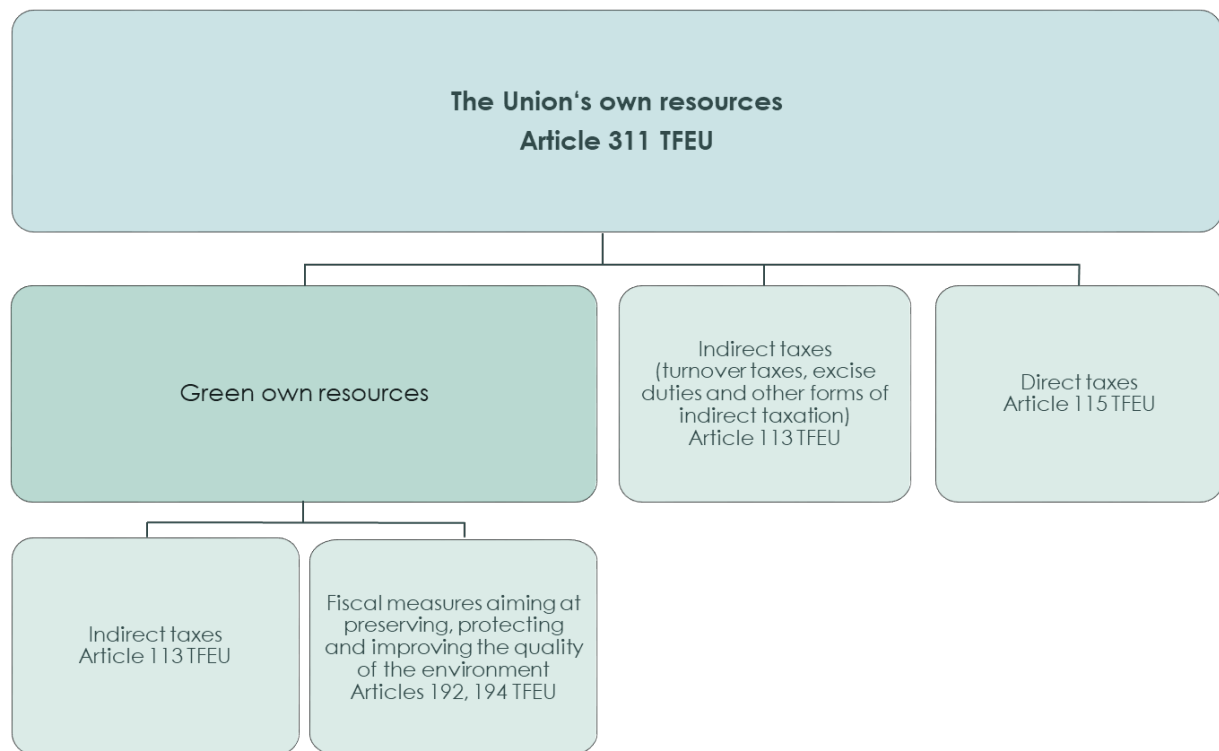 The Union‘s own resources
Article 311 TFEU
Green own resources
Indirect taxes
(turnover taxes, excise
duties and other forms of
indirect taxation)
Article 113 TFEU
Direct taxes
Article 115 TFEU
Indirect taxes
Article 113 TFEU
Fiscal measures aiming at
preserving, protecting
and improving the quality
of the environment
Articles 192, 194 TFEU